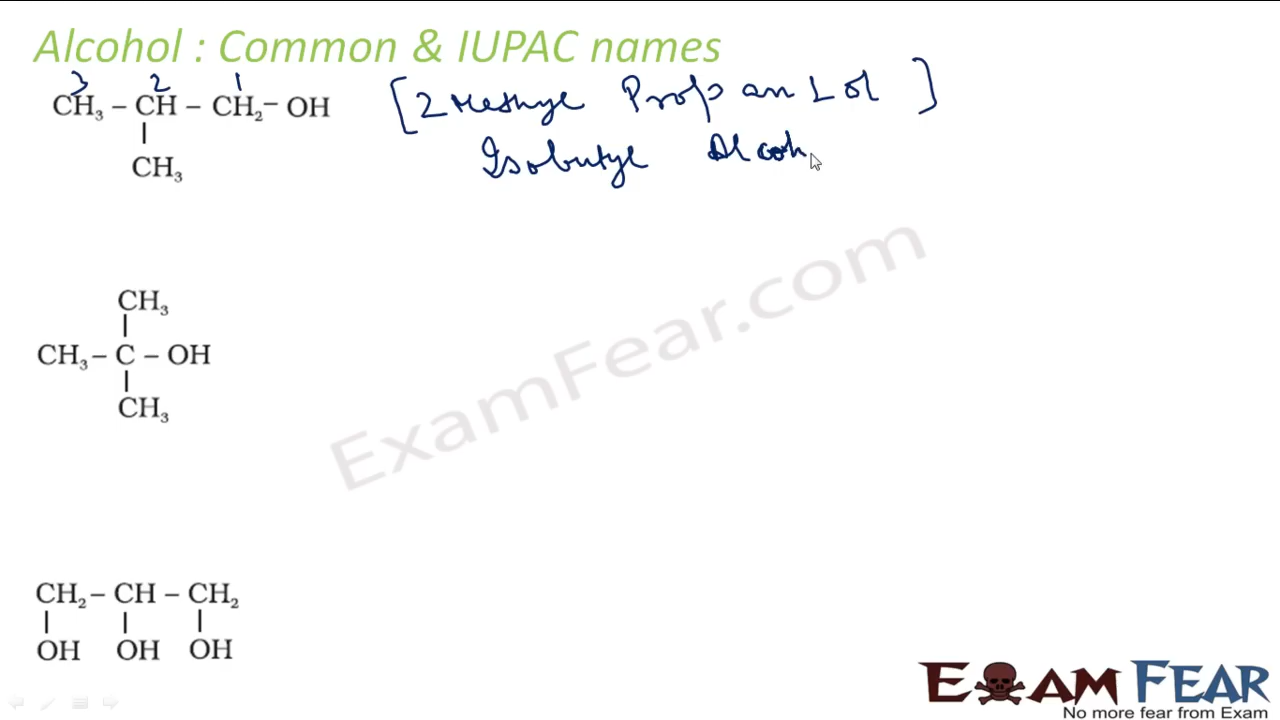 Alcohol : Common & IUPAC names
3 2 1
CH₃ – CH – CH₂ – OH
|
CH₃
[2 Methyl Propan 1 ol]
Isobutyl Alcoh
CH₃
|
CH₃ – C – OH
|
CH₃
ExamFear.com
CH₂ – CH – CH₂
| | |
OH OH OH
EXAM FEAR
No more fear from Exam